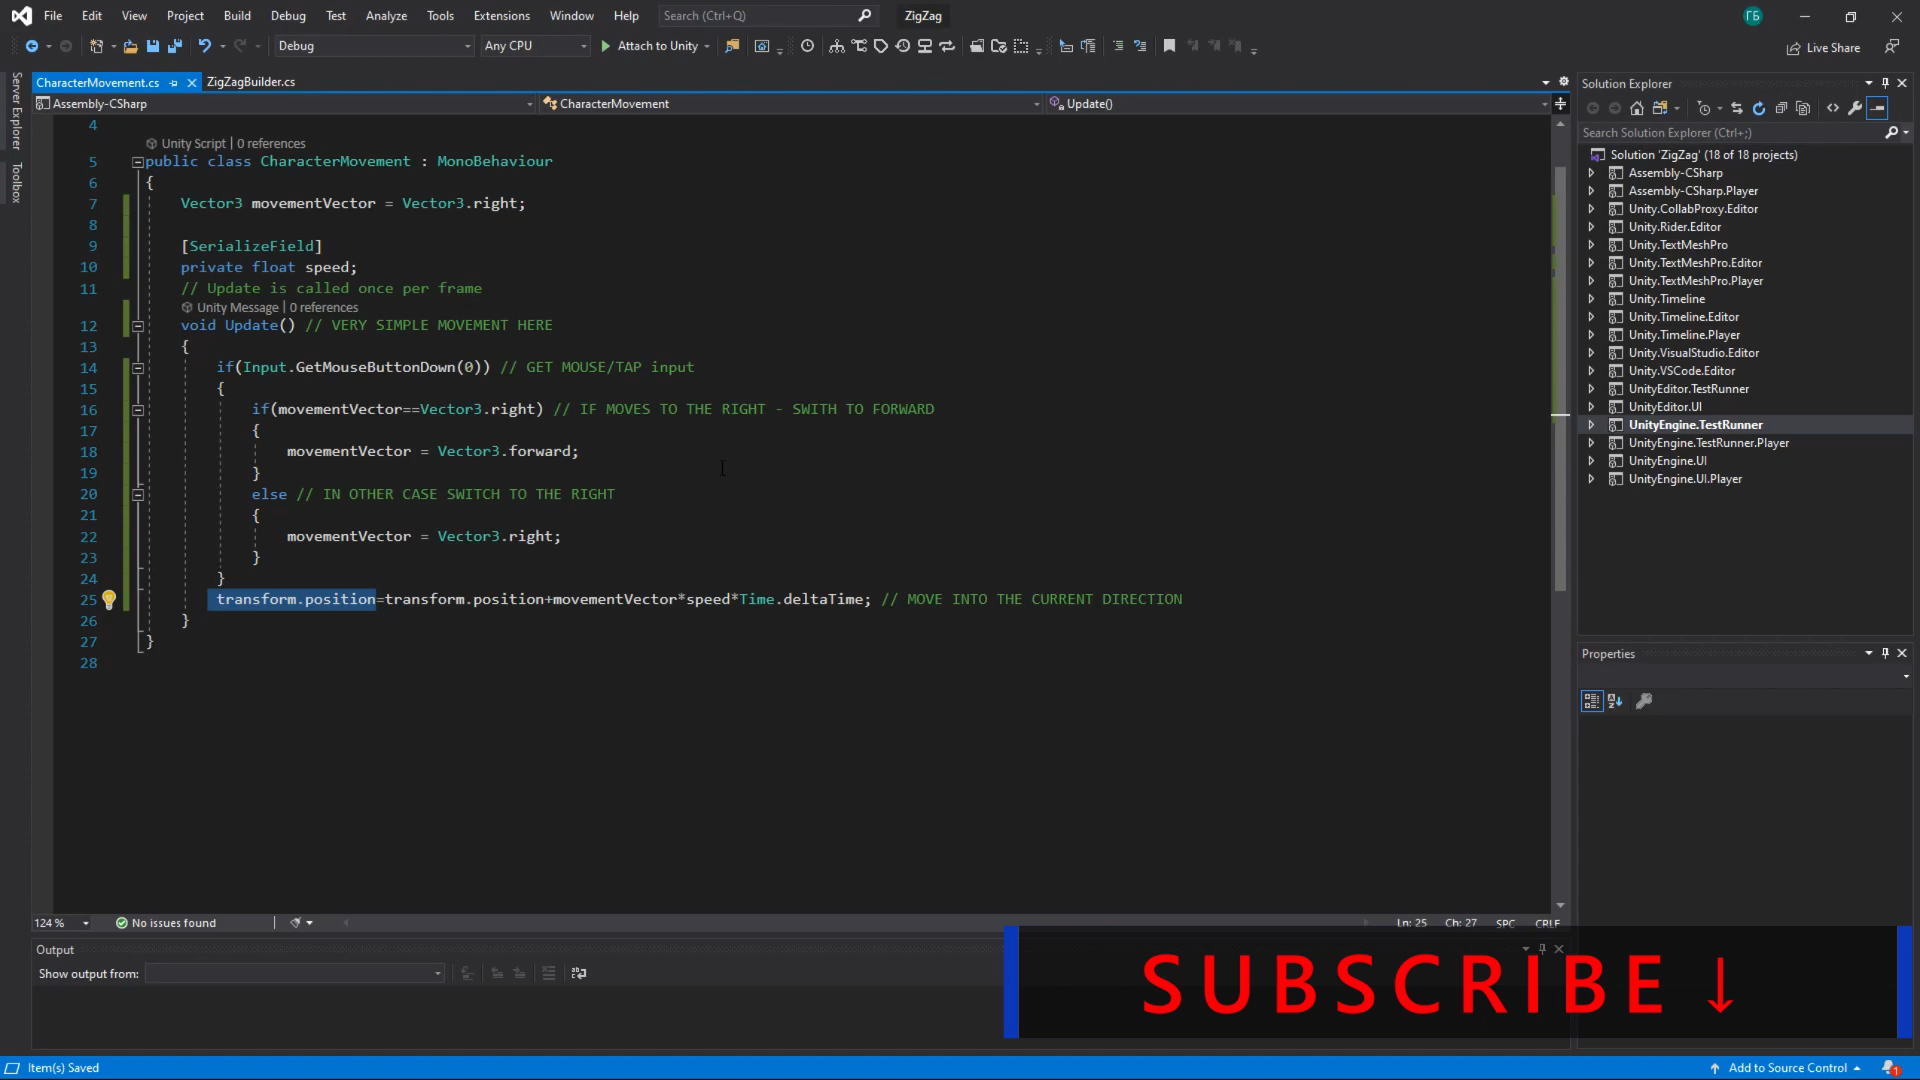 File Edit View Project Build Debug Test Analyze Tools Extensions Window Help Search (Ctrl+Q) ZigZag ГБ
Debug Any CPU Attach to Unity Live Share
Server Explorer
Toolbox
CharacterMovement.cs ZigZagBuilder.cs
Assembly-CSharp CharacterMovement Update()
4
Unity Script | 0 references
5 public class CharacterMovement : MonoBehaviour
6 {
7 Vector3 movementVector = Vector3.right;
8
9 [SerializeField]
10 private float speed;
11 // Update is called once per frame
Unity Message | 0 references
12 void Update() // VERY SIMPLE MOVEMENT HERE
13 {
14 if(Input.GetMouseButtonDown(0)) // GET MOUSE/TAP input
15 {
16 if(movementVector==Vector3.right) // IF MOVES TO THE RIGHT - SWITH TO FORWARD
17 {
18 movementVector = Vector3.forward;
19 }
20 else // IN OTHER CASE SWITCH TO THE RIGHT
21 {
22 movementVector = Vector3.right;
23 }
24 }
25 transform.position=transform.position+movementVector*speed*Time.deltaTime; // MOVE INTO THE CURRENT DIRECTION
26 }
27 }
28
124 % No issues found Ln: 25 Ch: 27 SPC CRLF
Output
Show output from:
Solution Explorer
Search Solution Explorer (Ctrl+;)
Solution 'ZigZag' (18 of 18 projects)
Assembly-CSharp
Assembly-CSharp.Player
Unity.CollabProxy.Editor
Unity.Rider.Editor
Unity.TextMeshPro
Unity.TextMeshPro.Editor
Unity.TextMeshPro.Player
Unity.Timeline
Unity.Timeline.Editor
Unity.Timeline.Player
Unity.VisualStudio.Editor
Unity.VSCode.Editor
UnityEditor.TestRunner
UnityEditor.UI
UnityEngine.TestRunner
UnityEngine.TestRunner.Player
UnityEngine.UI
UnityEngine.UI.Player
Properties
SUBSCRIBE ↓
Item(s) Saved Add to Source Control 1